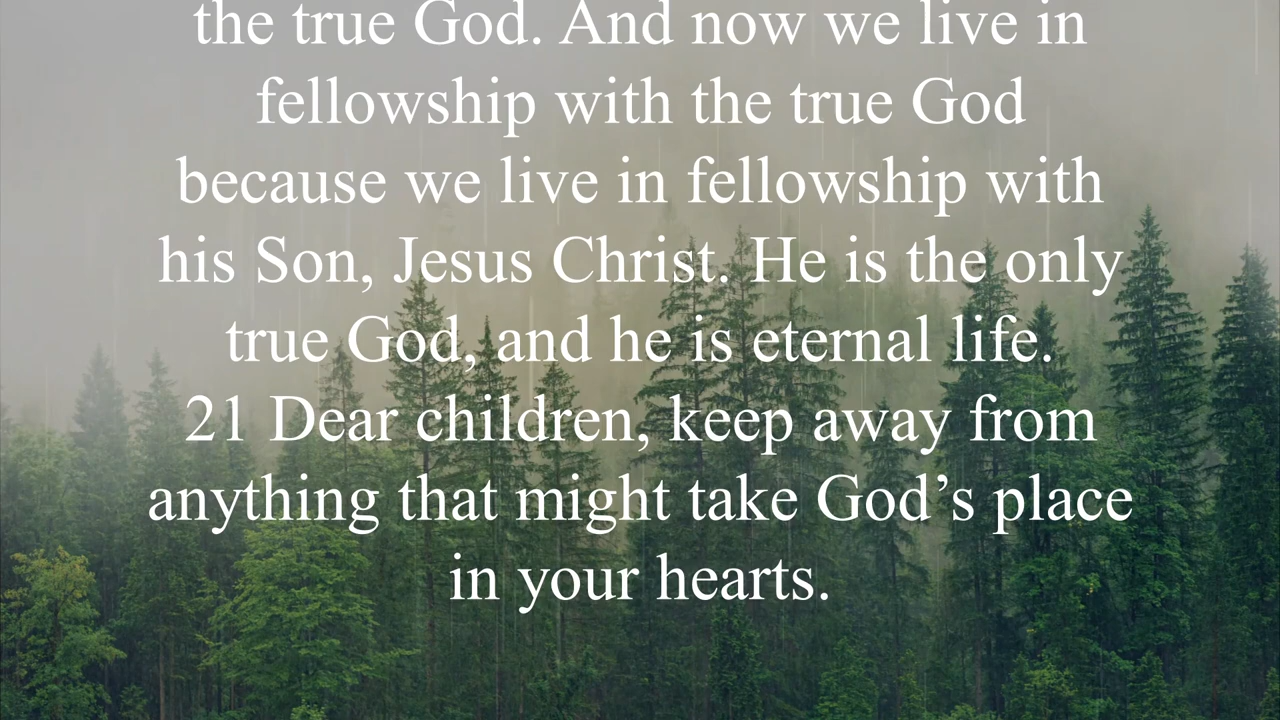 the true God. And now we live in
fellowship with the true God
because we live in fellowship with
his Son, Jesus Christ. He is the only
true God, and he is eternal life.
21 Dear children, keep away from
anything that might take God’s place
in your hearts.